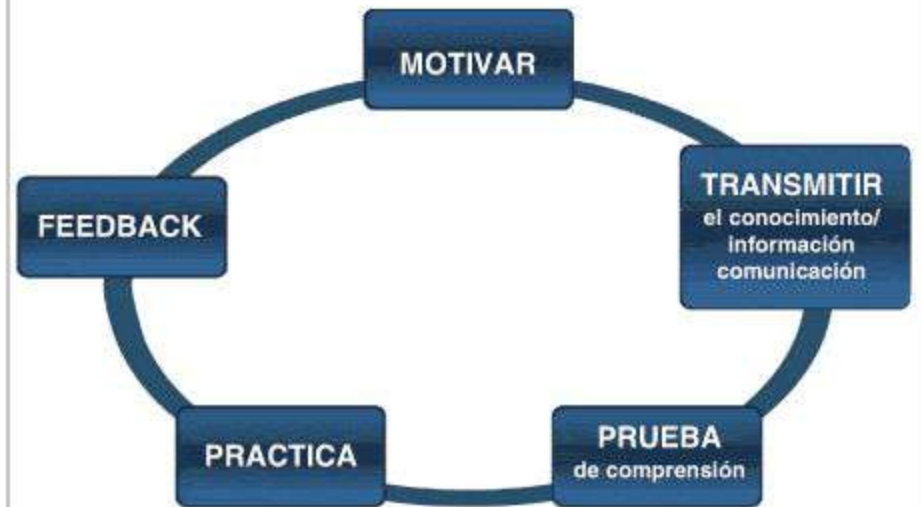 MOTIVAR
TRANSMITIR
el conocimiento/
información
comunicación
PRUEBA
de comprensión
PRACTICA
FEEDBACK